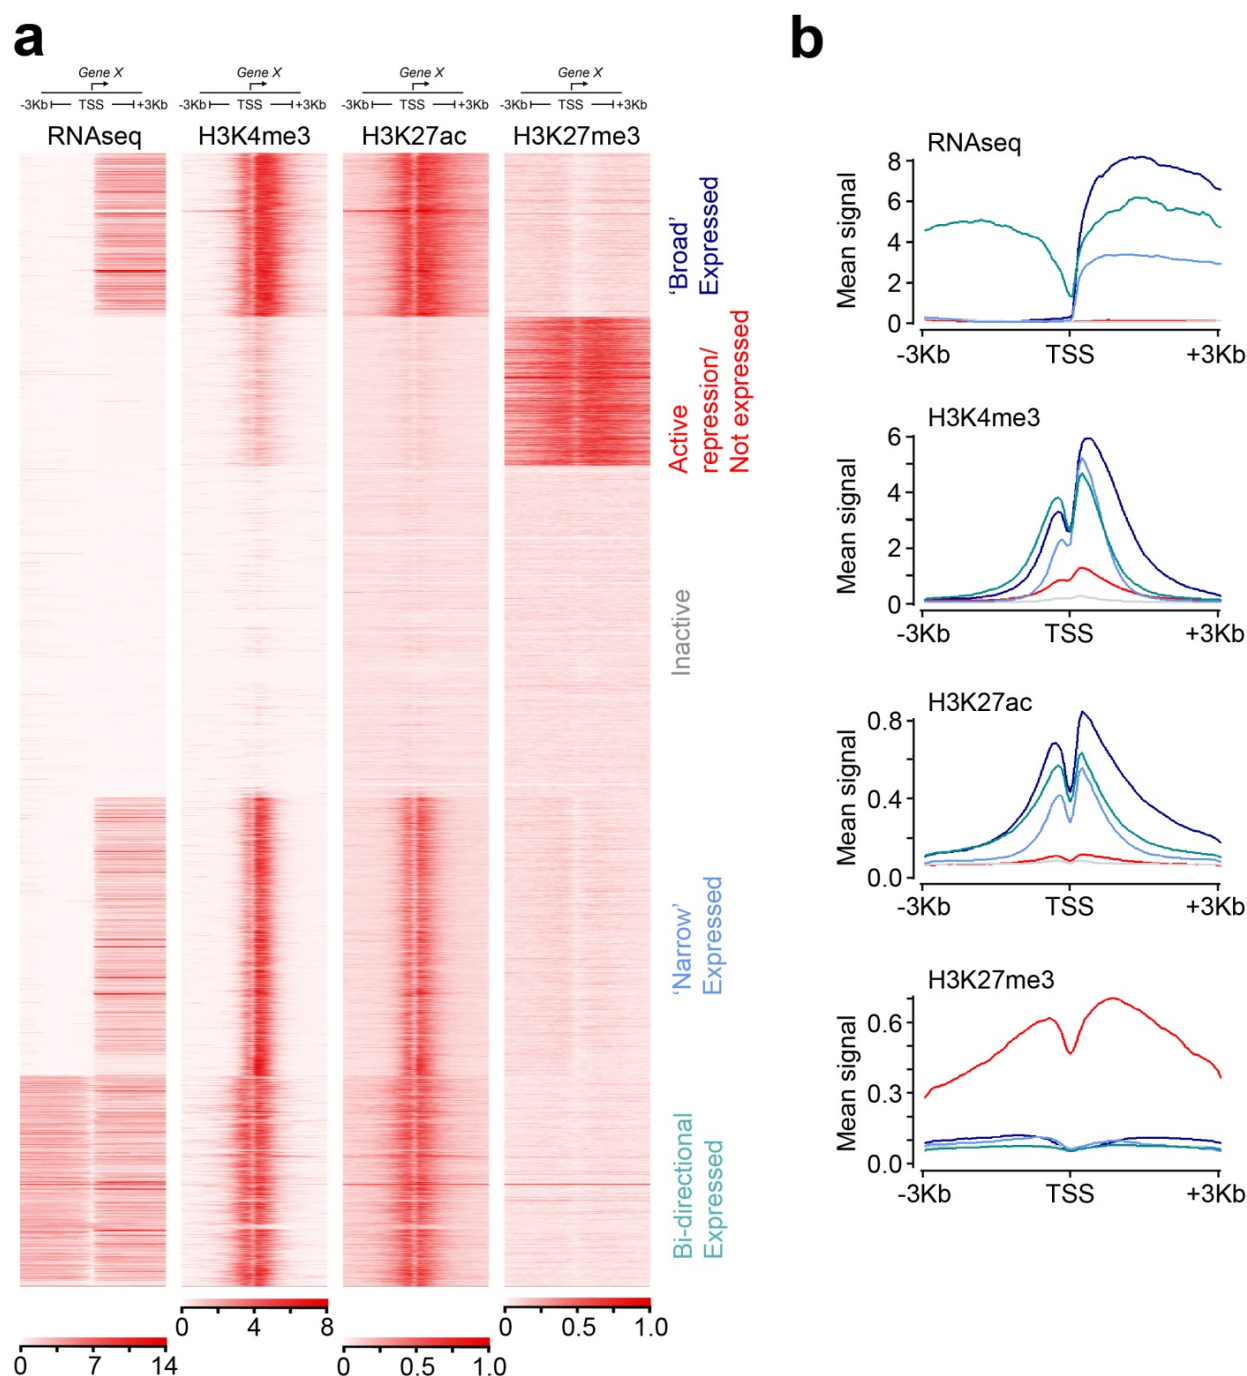 a
b
Gene X
Gene X
Gene X
Gene X
-3Kb TSS +3Kb
-3Kb TSS +3Kb
-3Kb TSS +3Kb
-3Kb TSS +3Kb
RNAseq
H3K4me3
H3K27ac
H3K27me3
'Broad'
Expressed
Active
repression/
Not expressed
Inactive
'Narrow'
Expressed
Bi-directional
Expressed
0 7 14
0 4 8
0 0.5 1.0
0 0.5 1.0
RNAseq
Mean signal
8
6
4
2
0
-3Kb TSS +3Kb
H3K4me3
Mean signal
6
4
2
0
-3Kb TSS +3Kb
H3K27ac
Mean signal
0.8
0.4
0.0
-3Kb TSS +3Kb
H3K27me3
Mean signal
0.6
0.3
0.0
-3Kb TSS +3Kb